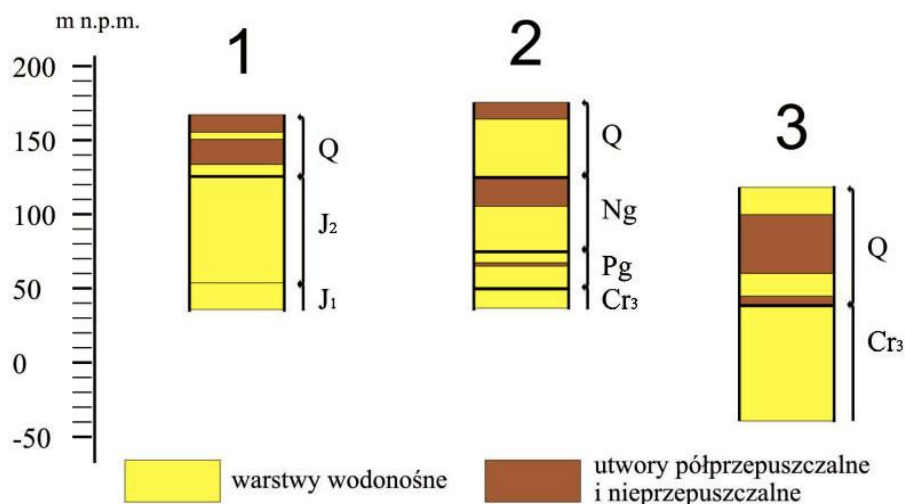 m n.p.m.
200
150
100
50
0
-50
1
Q
J₂
J₁
2
Q
Ng
Pg
Cr₃
3
Q
Cr₃
warstwy wodonośne
utwory półprzepuszczalne
i nieprzepuszczalne